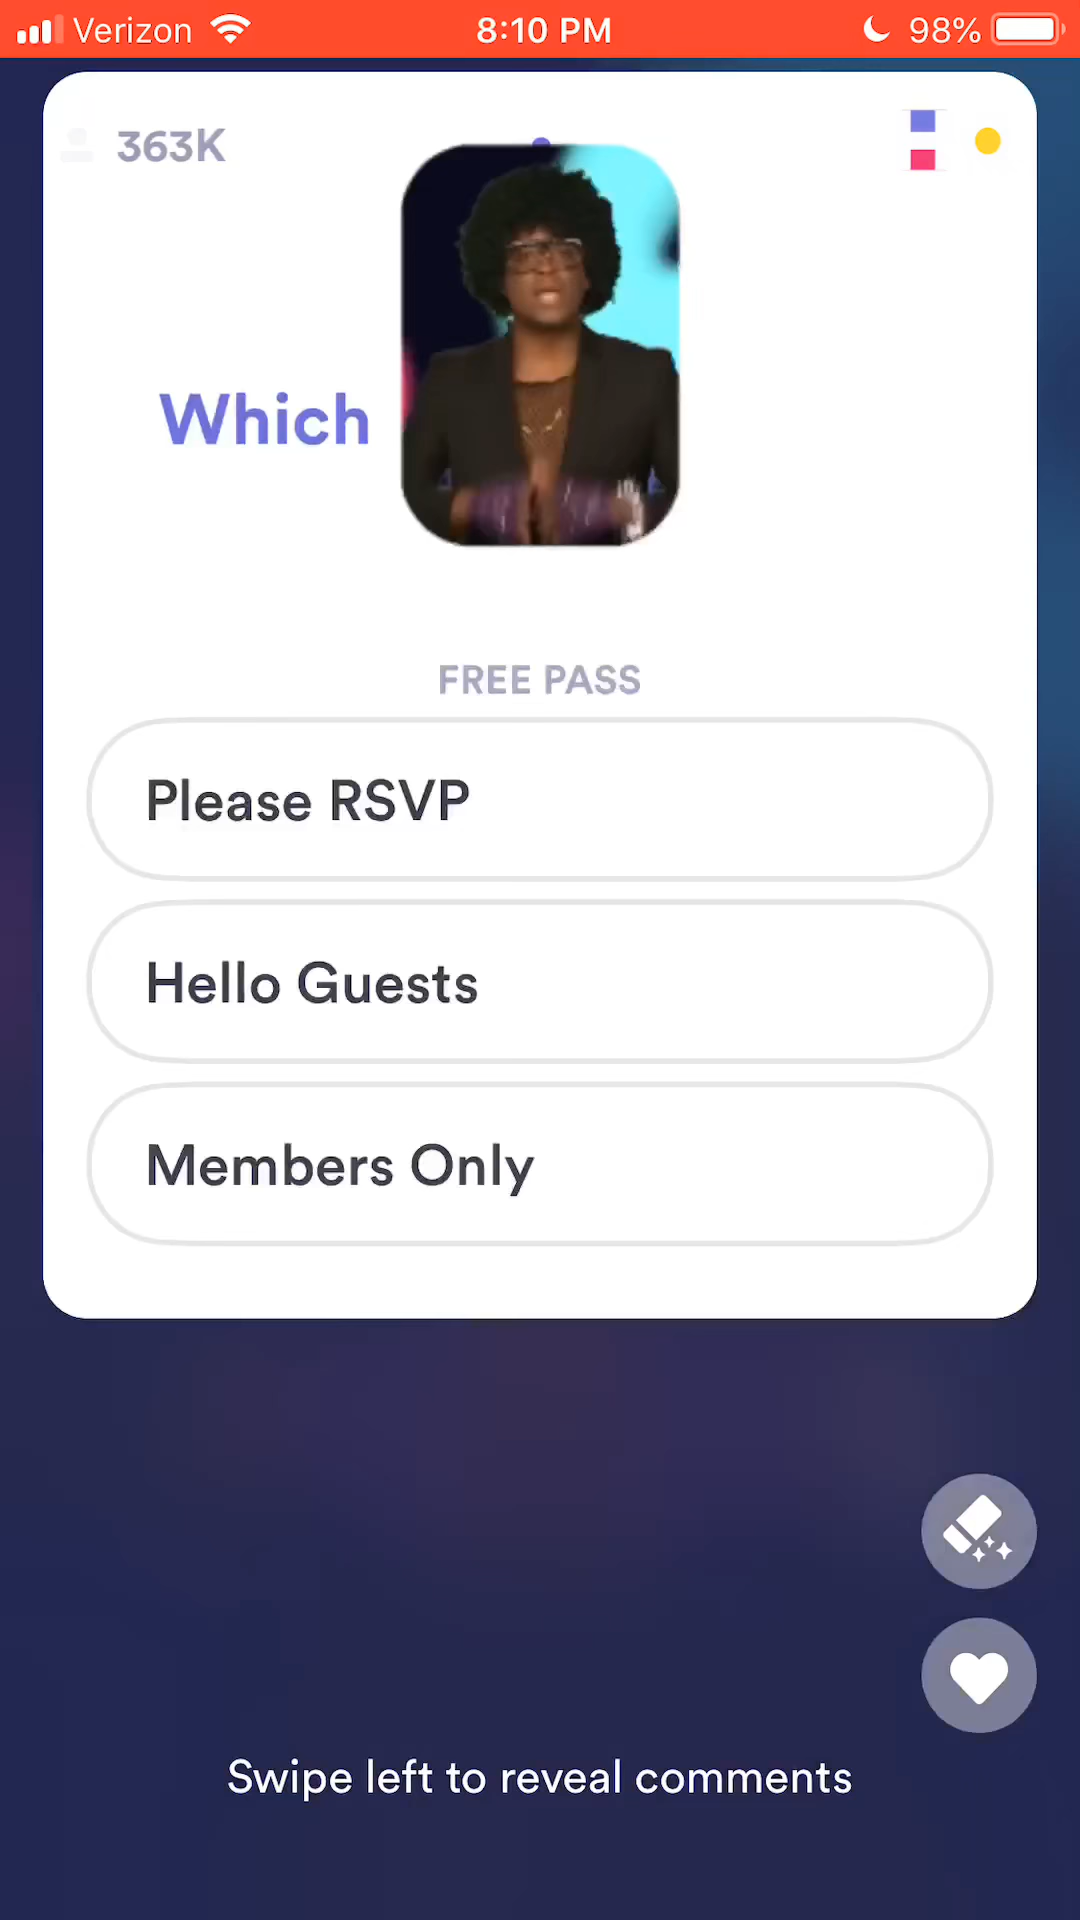 Verizon 8:10 PM 98%
363K
Which
FREE PASS
Please RSVP
Hello Guests
Members Only
Swipe left to reveal comments